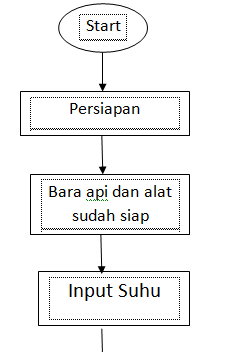 Start
Persiapan
Bara api dan alat
sudah siap
Input Suhu